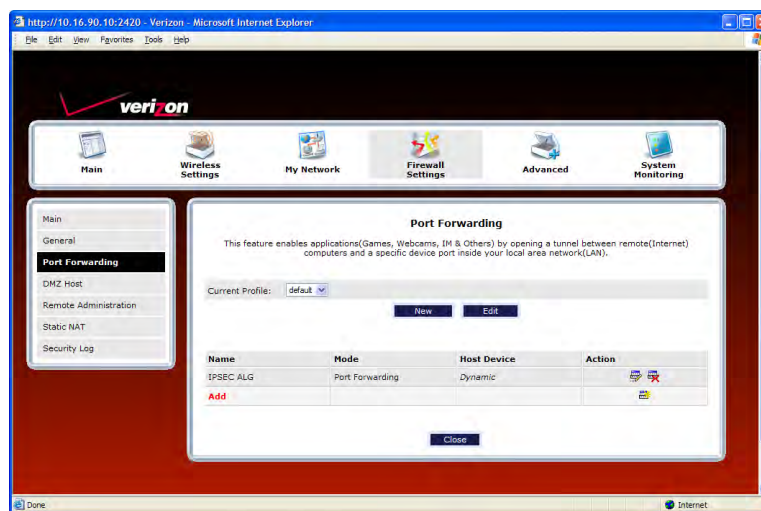 http://10.16.90.10:2420 - Verizon - Microsoft Internet Explorer
File Edit View Favorites Tools Help
verizon
Main
Wireless Settings
My Network
Firewall Settings
Advanced
System Monitoring
Main
General
Port Forwarding
DMZ Host
Remote Administration
Static NAT
Security Log
Port Forwarding
This feature enables applications(Games, Webcams, IM & Others) by opening a tunnel between remote(Internet)
computers and a specific device port inside your local area network(LAN).
Current Profile: default
New Edit
Name Mode Host Device Action
IPSEC ALG Port Forwarding Dynamic
Add
Close
Done Internet